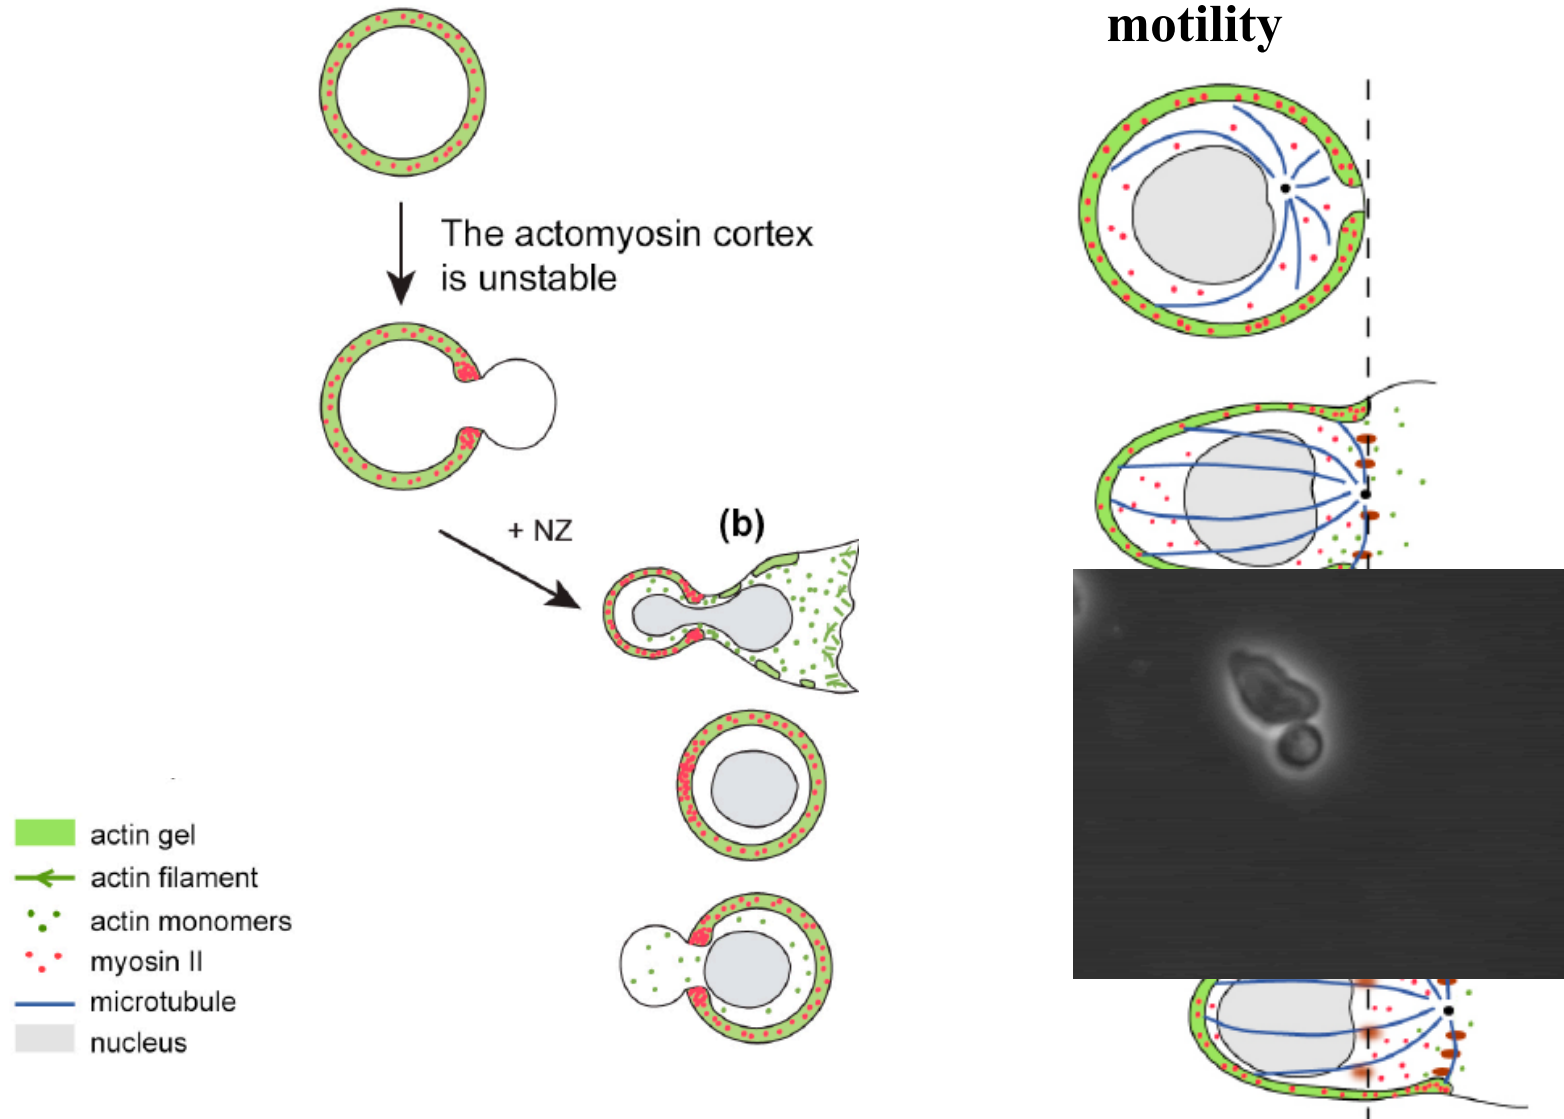 motility
The actomyosin cortex
is unstable
+ NZ
(b)
actin gel
actin filament
actin monomers
myosin II
microtubule
nucleus